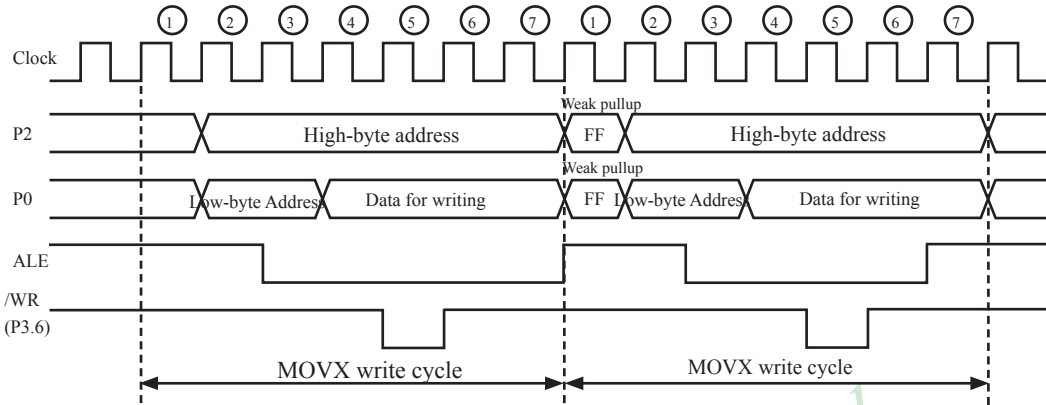 1 2 3 4 5 6 7 1 2 3 4 5 6 7
Clock
Weak pullup
P2 High-byte address FF High-byte address
Weak pullup
P0 Low-byte Address Data for writing FF Low-byte Address Data for writing
ALE
/WR
(P3.6)
MOVX write cycle MOVX write cycle